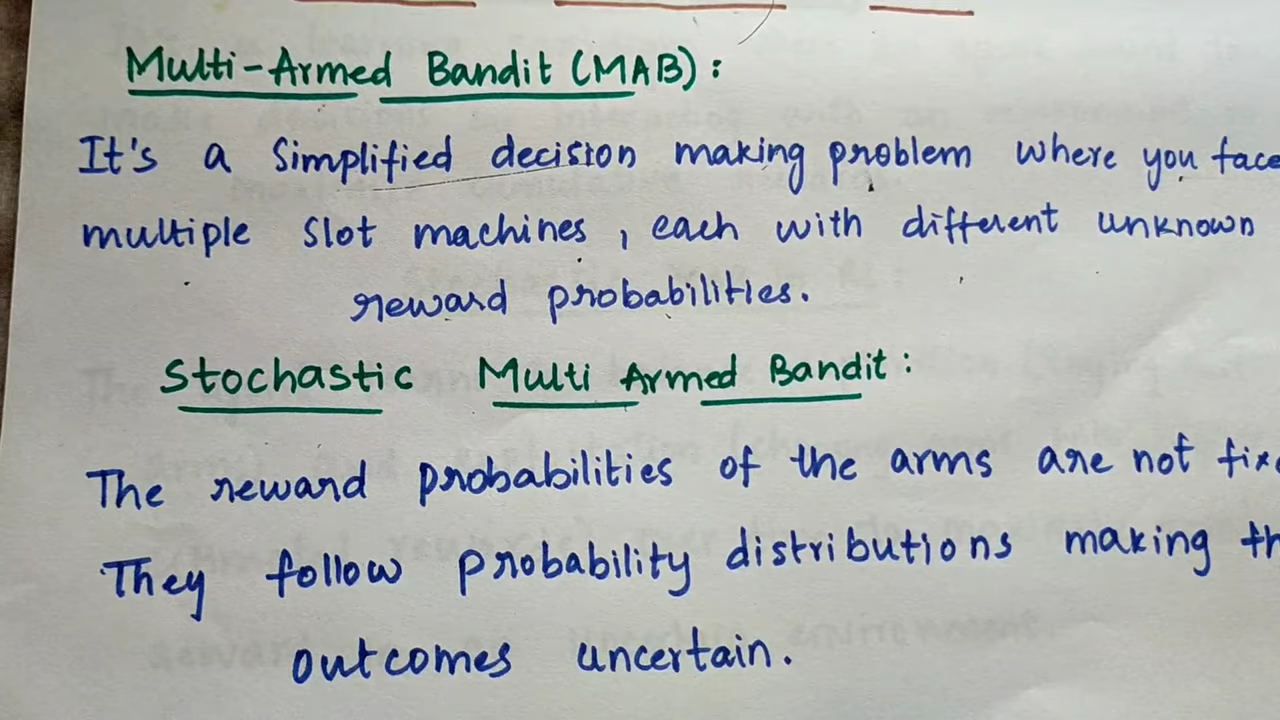 Multi-Armed Bandit (MAB) :
It's a Simplified decision making problem where you face
multiple slot machines , each with different unknown
reward probabilities.
Stochastic Multi Armed Bandit :
The reward probabilities of the arms are not
They follow probability distributions making
outcomes uncertain.